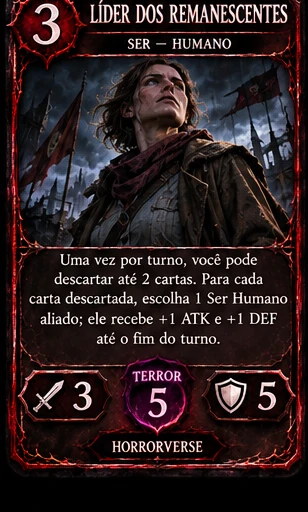 3
LÍDER DOS REMANESCENTES
SER — HUMANO
Uma vez por turno, você pode
descartar até 2 cartas. Para cada
carta descartada, escolha 1 Ser Humano
aliado; ele recebe +1 ATK e +1 DEF
até o fim do turno.
3
TERROR
5
5
HORRORVERSE